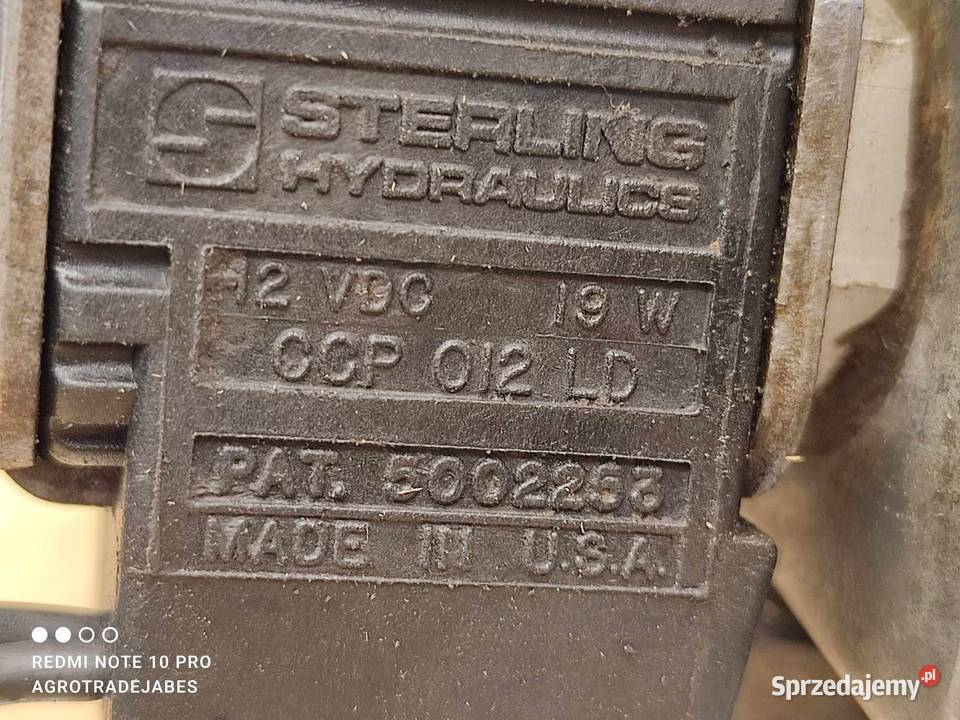 STERLING
HYDRAULICS
12 VDC 19 W
CCP 012 LD
PAT. 5002253
MADE IN U.S.A.
REDMI NOTE 10 PRO
AGROTRADEJABES
Sprzedajemy.pl